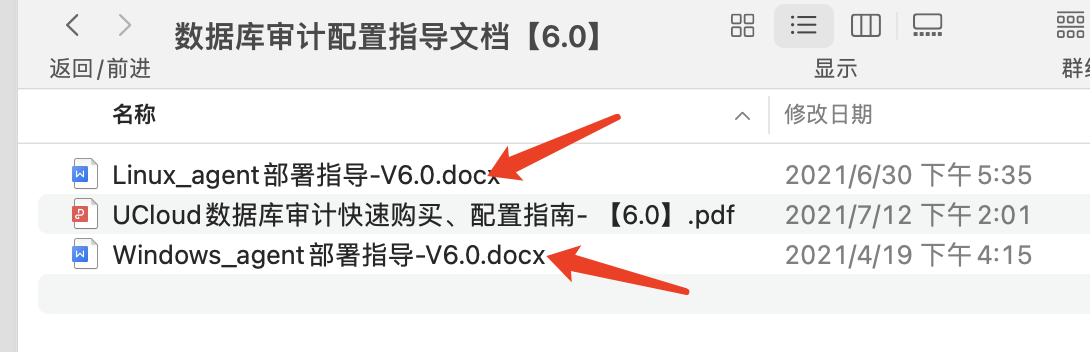 数据库审计配置指导文档【6.0】
返回/前进
显示
名称
修改日期
Linux_agent部署指导-V6.0.docx
2021/6/30 下午5:35
UCloud数据库审计快速购买、配置指南-【6.0】.pdf
2021/7/12 下午2:01
Windows_agent部署指导-V6.0.docx
2021/4/19 下午4:15